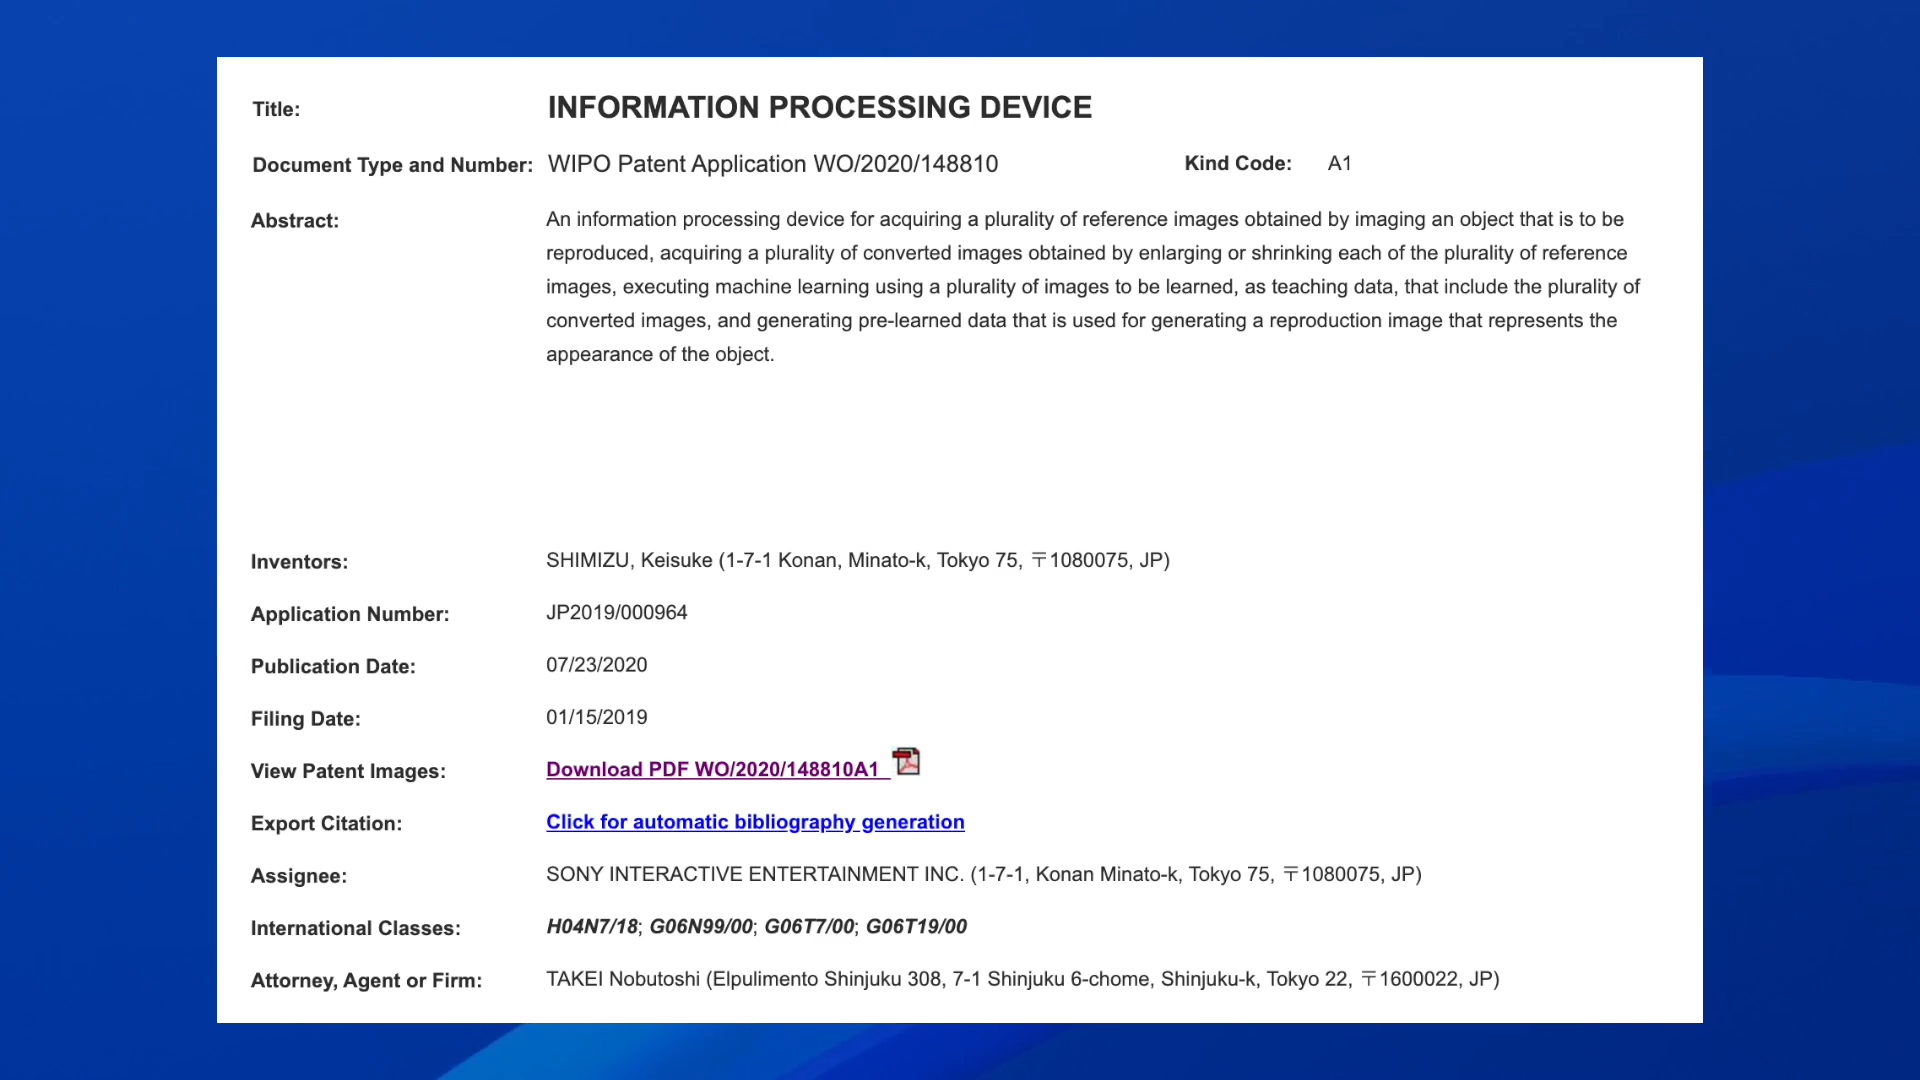 Title: INFORMATION PROCESSING DEVICE
Document Type and Number: WIPO Patent Application WO/2020/148810 Kind Code: A1
Abstract: An information processing device for acquiring a plurality of reference images obtained by imaging an object that is to be
reproduced, acquiring a plurality of converted images obtained by enlarging or shrinking each of the plurality of reference
images, executing machine learning using a plurality of images to be learned, as teaching data, that include the plurality of
converted images, and generating pre-learned data that is used for generating a reproduction image that represents the
appearance of the object.
Inventors: SHIMIZU, Keisuke (1-7-1 Konan, Minato-k, Tokyo 75, 〒1080075, JP)
Application Number: JP2019/000964
Publication Date: 07/23/2020
Filing Date: 01/15/2019
View Patent Images: Download PDF WO/2020/148810A1
Export Citation: Click for automatic bibliography generation
Assignee: SONY INTERACTIVE ENTERTAINMENT INC. (1-7-1, Konan Minato-k, Tokyo 75, 〒1080075, JP)
International Classes: H04N7/18; G06N99/00; G06T7/00; G06T19/00
Attorney, Agent or Firm: TAKEI Nobutoshi (Elpulimento Shinjuku 308, 7-1 Shinjuku 6-chome, Shinjuku-k, Tokyo 22, 〒1600022, JP)